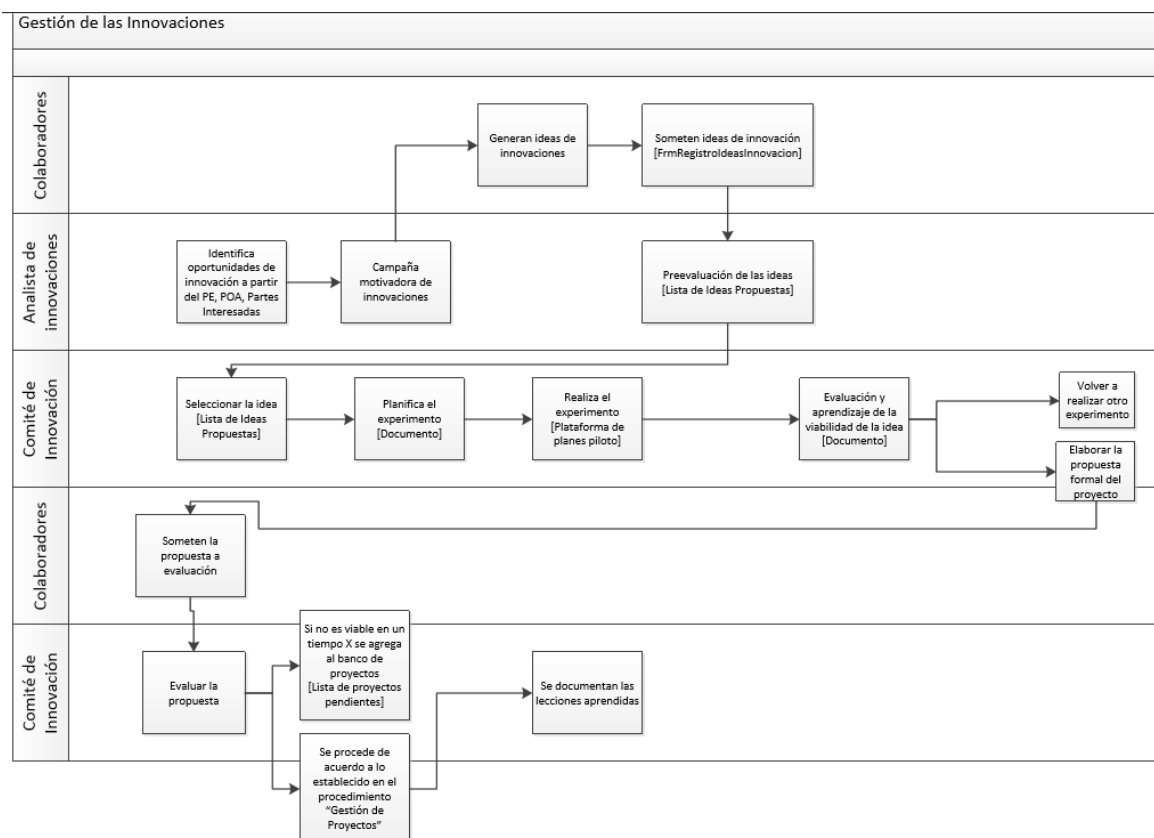 Gestión de las Innovaciones
Colaboradores
Generan ideas de
innovaciones
Someten ideas de innovación
[FrmRegistroIdeasInnovacion]
Analista de
innovaciones
Identifica
oportunidades de
innovación a partir
del PE, POA, Partes
Interesadas
Campaña
motivadora de
innovaciones
Preevaluación de las ideas
[Lista de Ideas Propuestas]
Comité de
Innovación
Seleccionar la idea
[Lista de Ideas
Propuestas]
Planifica el
experimento
[Documento]
Realiza el
experimento
[Plataforma de
planes piloto]
Evaluación y
aprendizaje de la
viabilidad de la idea
[Documento]
Volver a
realizar otro
experimento
Elaborar la
propuesta
formal del
proyecto
Colaboradores
Someten la
propuesta a
evaluación
Comité de
Innovación
Evaluar la
propuesta
Si no es viable en un
tiempo X se agrega
al banco de
proyectos
[Lista de proyectos
pendientes]
Se documentan las
lecciones aprendidas
Se procede de
acuerdo a lo
establecido en el
procedimiento
“Gestión de
Proyectos”